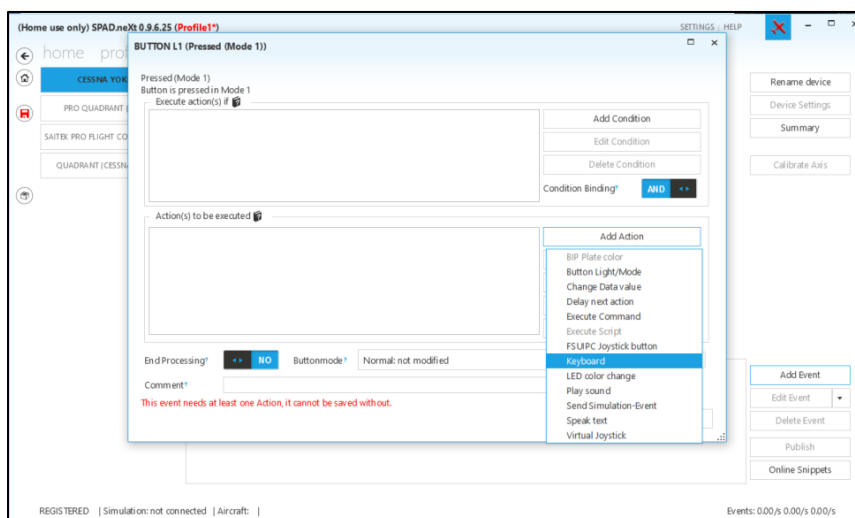 (Home use only) SPAD.neXt 0.9.6.25 (Profile1*)
SETTINGS | HELP
home
BUTTON L1 (Pressed (Mode 1))
CESSNA YOK
PRO QUADRANT
SAITEK PRO FLIGHT CO
QUADRANT (CESSN
Pressed (Mode 1)
Button is pressed in Mode 1
Execute action(s) if
Add Condition
Edit Condition
Delete Condition
Condition Binding?
AND
Action(s) to be executed
Add Action
BIP Plate color
Button Light/Mode
Change Data value
Delay next action
Execute Command
Execute Script
FSUIPC Joystick button
Keyboard
LED color change
Play sound
Send Simulation-Event
Speak text
Virtual Joystick
End Processing?
NO
Buttonmode?
Normal: not modified
Comment?
This event needs at least one Action, it cannot be saved without.
Rename device
Device Settings
Summary
Calibrate Axis
Add Event
Edit Event
Delete Event
Publish
Online Snippets
REGISTERED | Simulation: not connected | Aircraft: |
Events: 0.00/s 0.00/s 0.00/s